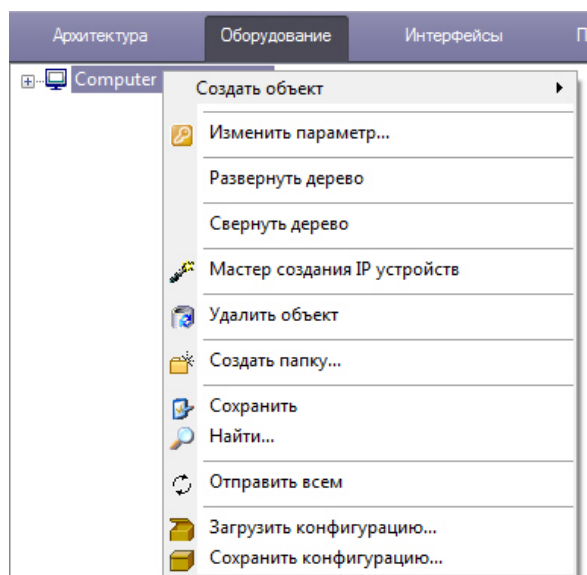 Архитектура Оборудование Интерфейсы П
Computer
Создать объект
Изменить параметр...
Развернуть дерево
Свернуть дерево
Мастер создания IP устройств
Удалить объект
Создать папку...
Сохранить
Найти...
Отправить всем
Загрузить конфигурацию...
Сохранить конфигурацию...